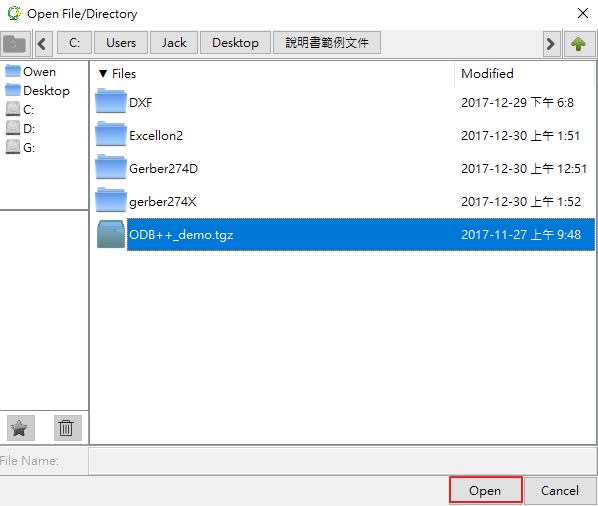 Open File/Directory
C: Users Jack Desktop 說明書範例文件
Owen
Desktop
C:
D:
G:
▼ Files Modified
DXF 2017-12-29 下午 6:8
Excellon2 2017-12-30 上午 1:51
Gerber274D 2017-12-30 上午 12:51
gerber274X 2017-12-30 上午 1:52
ODB++_demo.tgz 2017-11-27 上午 9:48
File Name:
Open Cancel